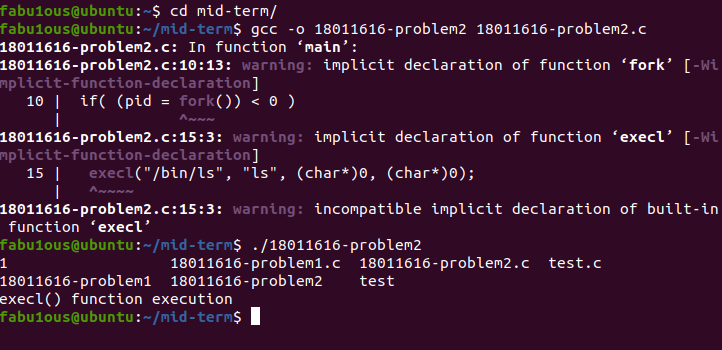 fabu1ous@ubuntu:~$ cd mid-term/
fabu1ous@ubuntu:~/mid-term$ gcc -o 18011616-problem2 18011616-problem2.c
18011616-problem2.c: In function ‘main’:
18011616-problem2.c:10:13: warning: implicit declaration of function ‘fork’ [-Wi
mplicit-function-declaration]
   10 |  if( (pid = fork()) < 0 )
      |             ^~~~
18011616-problem2.c:15:3: warning: implicit declaration of function ‘execl’ [-Wi
mplicit-function-declaration]
   15 |   execl("/bin/ls", "ls", (char*)0, (char*)0);
      |   ^~~~~
18011616-problem2.c:15:3: warning: incompatible implicit declaration of built-in
 function ‘execl’
fabu1ous@ubuntu:~/mid-term$ ./18011616-problem2
1                  18011616-problem1.c  18011616-problem2.c  test.c
18011616-problem1  18011616-problem2    test
execl() function execution
fabu1ous@ubuntu:~/mid-term$